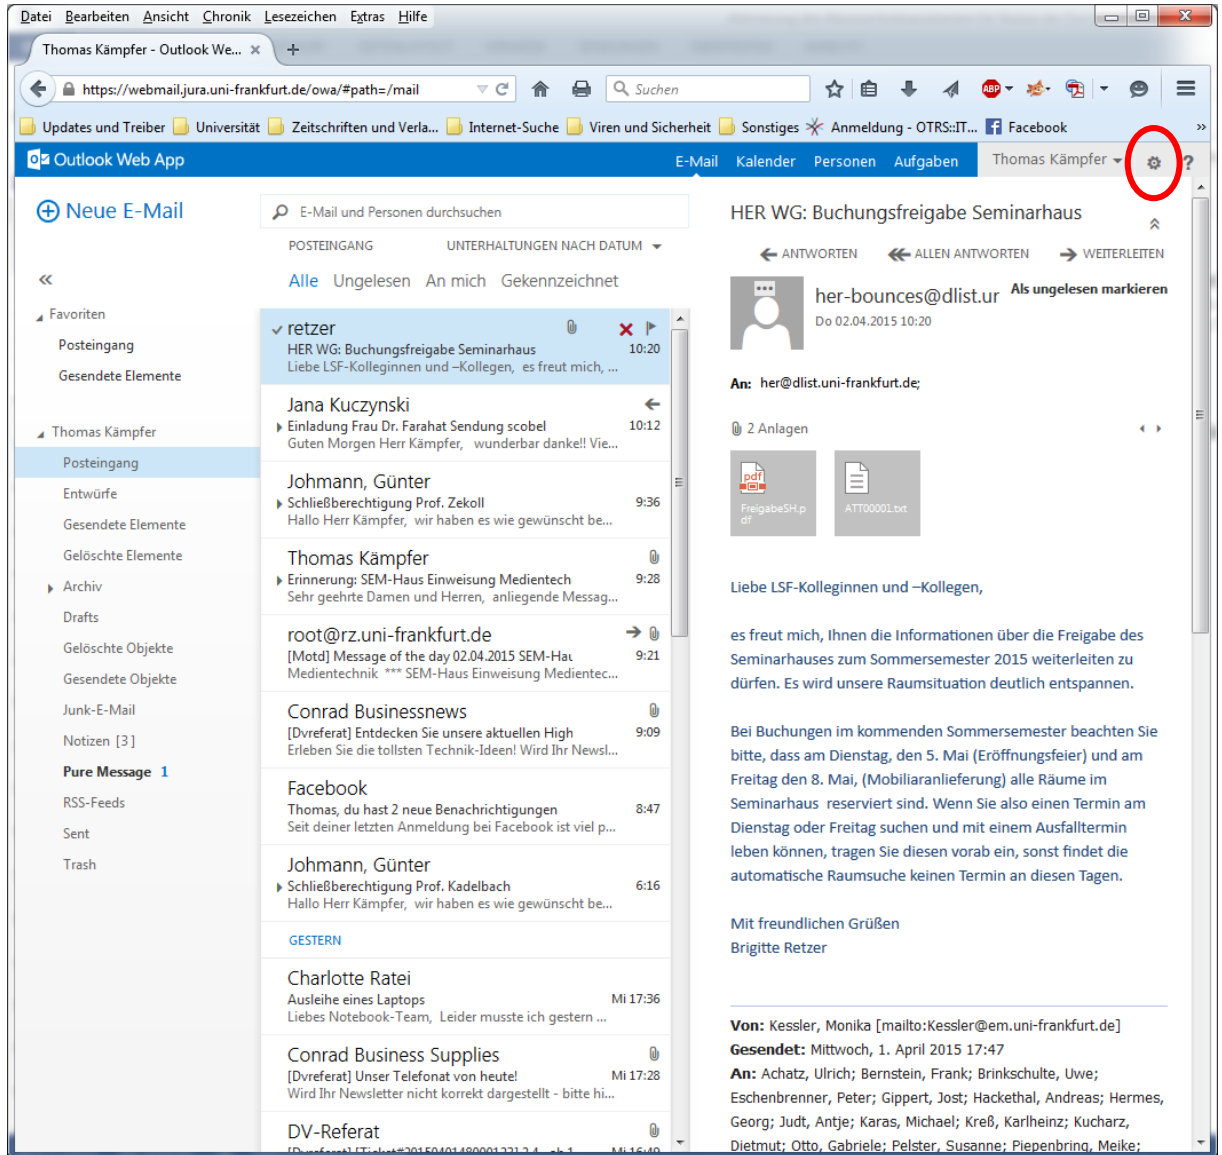 Datei Bearbeiten Ansicht Chronik Lesezeichen Extras Hilfe
Thomas Kämpfer - Outlook We... × +
https://webmail.jura.uni-frankfurt.de/owa/#path=/mail
Suchen
ABP
Updates und Treiber Universität Zeitschriften und Verla... Internet-Suche Viren und Sicherheit Sonstiges Anmeldung - OTRS::IT... Facebook »
Outlook Web App
E-Mail Kalender Personen Aufgaben Thomas Kämpfer ?
Neue E-Mail
«
Favoriten
Posteingang
Gesendete Elemente
Thomas Kämpfer
Posteingang
Entwürfe
Gesendete Elemente
Gelöschte Elemente
Archiv
Drafts
Gelöschte Objekte
Gesendete Objekte
Junk-E-Mail
Notizen [3]
Pure Message 1
RSS-Feeds
Sent
Trash
E-Mail und Personen durchsuchen
POSTEINGANG UNTERHALTUNGEN NACH DATUM
Alle Ungelesen An mich Gekennzeichnet
retzer
HER WG: Buchungsfreigabe Seminarhaus 10:20
Liebe LSF-Kolleginnen und –Kollegen, es freut mich, ...
Jana Kuczynski
Einladung Frau Dr. Farahat Sendung scobel 10:12
Guten Morgen Herr Kämpfer, wunderbar danke!! Vie...
Johmann, Günter
Schließberechtigung Prof. Zekoll 9:36
Hallo Herr Kämpfer, wir haben es wie gewünscht be...
Thomas Kämpfer
Erinnerung: SEM-Haus Einweisung Medientech 9:28
Sehr geehrte Damen und Herren, anliegende Messag...
root@rz.uni-frankfurt.de
[Motd] Message of the day 02.04.2015 SEM-Hau 9:21
Medientechnik *** SEM-Haus Einweisung Medientec...
Conrad Businessnews
[Dvreferat] Entdecken Sie unsere aktuellen High 9:09
Erleben Sie die tollsten Technik-Ideen! Wird Ihr Newsl...
Facebook
Thomas, du hast 2 neue Benachrichtigungen 8:47
Seit deiner letzten Anmeldung bei Facebook ist viel p...
Johmann, Günter
Schließberechtigung Prof. Kadelbach 6:16
Hallo Herr Kämpfer, wir haben es wie gewünscht be...
GESTERN
Charlotte Ratei
Ausleihe eines Laptops Mi 17:36
Liebes Notebook-Team, Leider musste ich gestern ...
Conrad Business Supplies
[Dvreferat] Unser Telefonat von heute! Mi 17:28
Wird Ihr Newsletter nicht korrekt dargestellt - bitte hi...
DV-Referat
HER WG: Buchungsfreigabe Seminarhaus
ANTWORTEN ALLEN ANTWORTEN WEITERLEITEN
her-bounces@dlist.ur Als ungelesen markieren
Do 02.04.2015 10:20
An: her@dlist.uni-frankfurt.de;
2 Anlagen
pdf
FreigabeSH.p
df
ATT00001.txt
Liebe LSF-Kolleginnen und –Kollegen,
es freut mich, Ihnen die Informationen über die Freigabe des
Seminarhauses zum Sommersemester 2015 weiterleiten zu
dürfen. Es wird unsere Raumsituation deutlich entspannen.
Bei Buchungen im kommenden Sommersemester beachten Sie
bitte, dass am Dienstag, den 5. Mai (Eröffnungsfeier) und am
Freitag den 8. Mai, (Mobiliaranlieferung) alle Räume im
Seminarhaus reserviert sind. Wenn Sie also einen Termin am
Dienstag oder Freitag suchen und mit einem Ausfalltermin
leben können, tragen Sie diesen vorab ein, sonst findet die
automatische Raumsuche keinen Termin an diesen Tagen.
Mit freundlichen Grüßen
Brigitte Retzer
Von: Kessler, Monika [mailto:Kessler@em.uni-frankfurt.de]
Gesendet: Mittwoch, 1. April 2015 17:47
An: Achatz, Ulrich; Bernstein, Frank; Brinkschulte, Uwe;
Eschenbrenner, Peter; Gippert, Jost; Hackethal, Andreas; Hermes,
Georg; Judt, Antje; Karas, Michael; Kreß, Karlheinz; Kucharz,
Dietmut; Otto, Gabriele; Pelster, Susanne; Piepenbring, Meike;